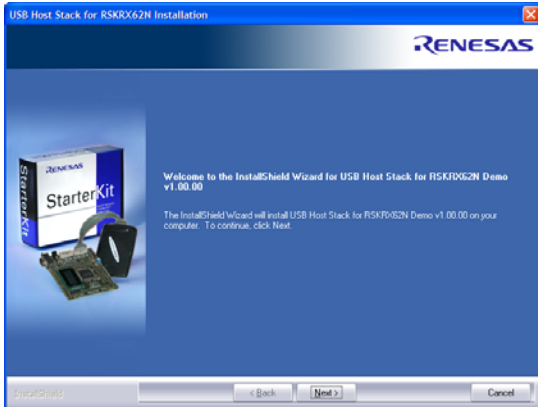 USB Host Stack for RSKRX62N Installation
RENESAS
RENESAS
StarterKit
StarterKit
Welcome to the InstallShield Wizard for USB Host Stack for RSKRX62N Demo
v1.00.00
The InstallShield Wizard will install USB Host Stack for RSKRX62N Demo v1.00.00 on your
computer. To continue, click Next.
InstallShield
< Back
Next >
Cancel